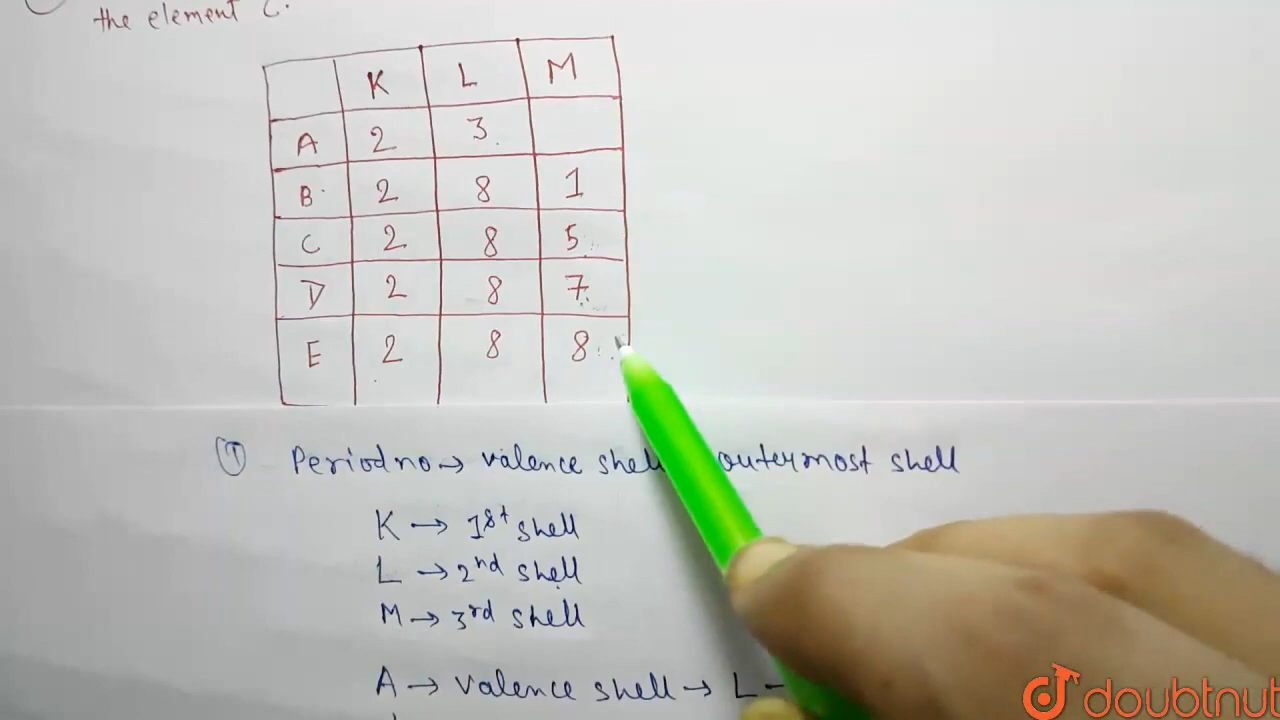 the element C.
K L M
A 2 3
B 2 8 1
C 2 8 5
D 2 8 7
E 2 8 8
① Period no → valence shell outermost shell
K → 1st shell
L → 2nd shell
M → 3rd shell
A → valence shell → L
doubtnut